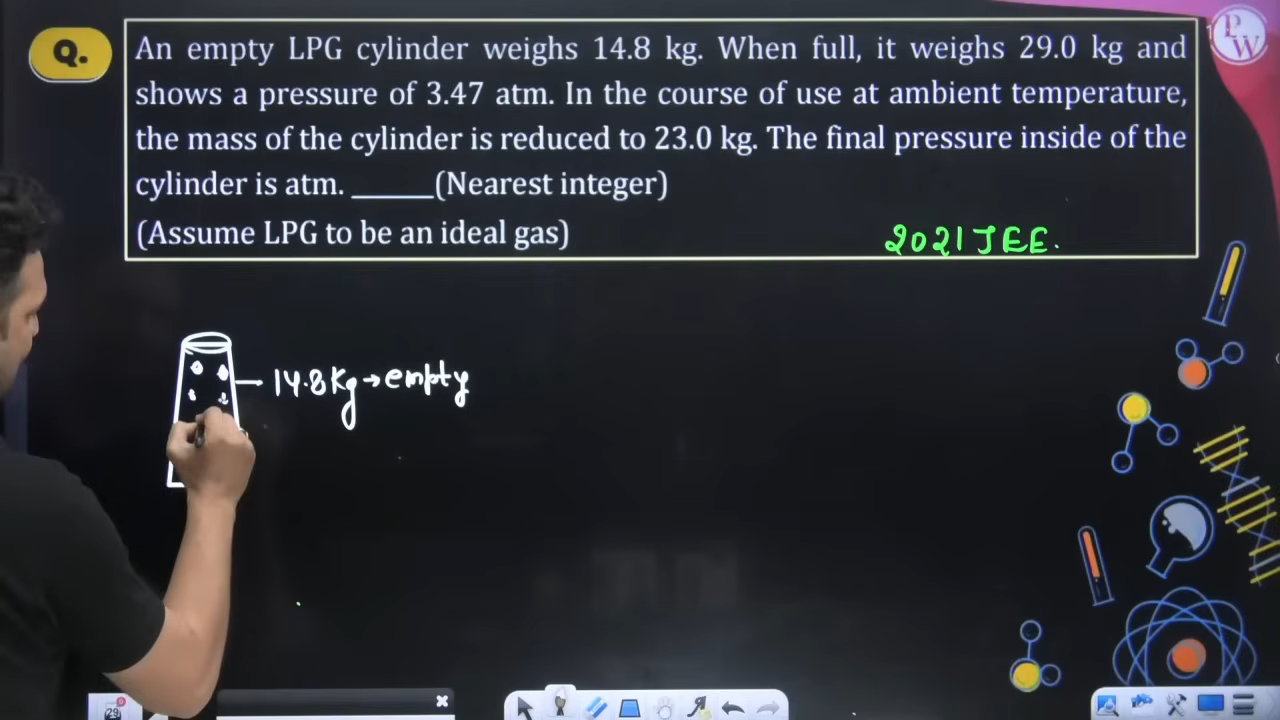 Q.
An empty LPG cylinder weighs 14.8 kg. When full, it weighs 29.0 kg and
shows a pressure of 3.47 atm. In the course of use at ambient temperature,
the mass of the cylinder is reduced to 23.0 kg. The final pressure inside of the
cylinder is atm. ______(Nearest integer)
(Assume LPG to be an ideal gas)
2021 JEE.
14.8 Kg → empty
PW
29